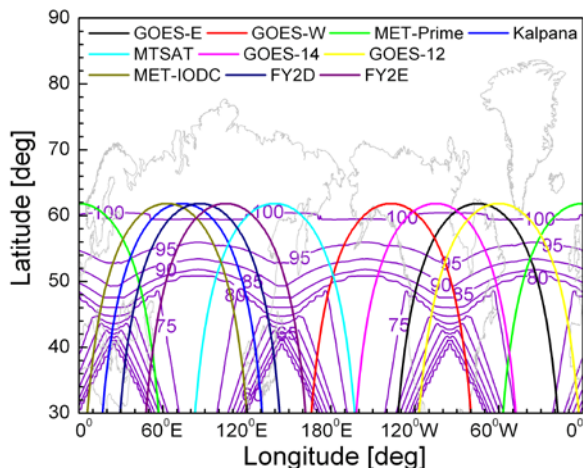 GOES-E GOES-W MET-Prime Kalpana
MTSAT GOES-14 GOES-12
MET-IODC FY2D FY2E
90
80
70
60
50
40
30
Latitude [deg]
100 100 100 100
95 95 95 95
90 85 85 90 85
80 80 80
75 75
65
0° 60°E 120°E 180°E 120°W 60°W 0°
Longitude [deg]